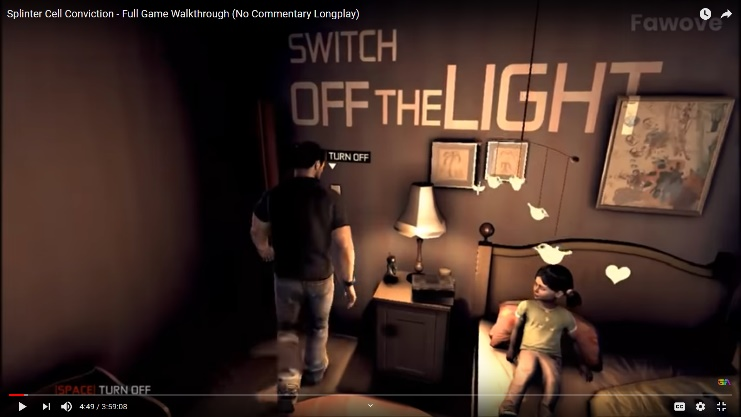 Splinter Cell Conviction - Full Game Walkthrough (No Commentary Longplay)
Fawove
SWITCH
OFF THE LIGHT
TURN OFF
[SPACE] TURN OFF
4:49 / 3:59:08
CC